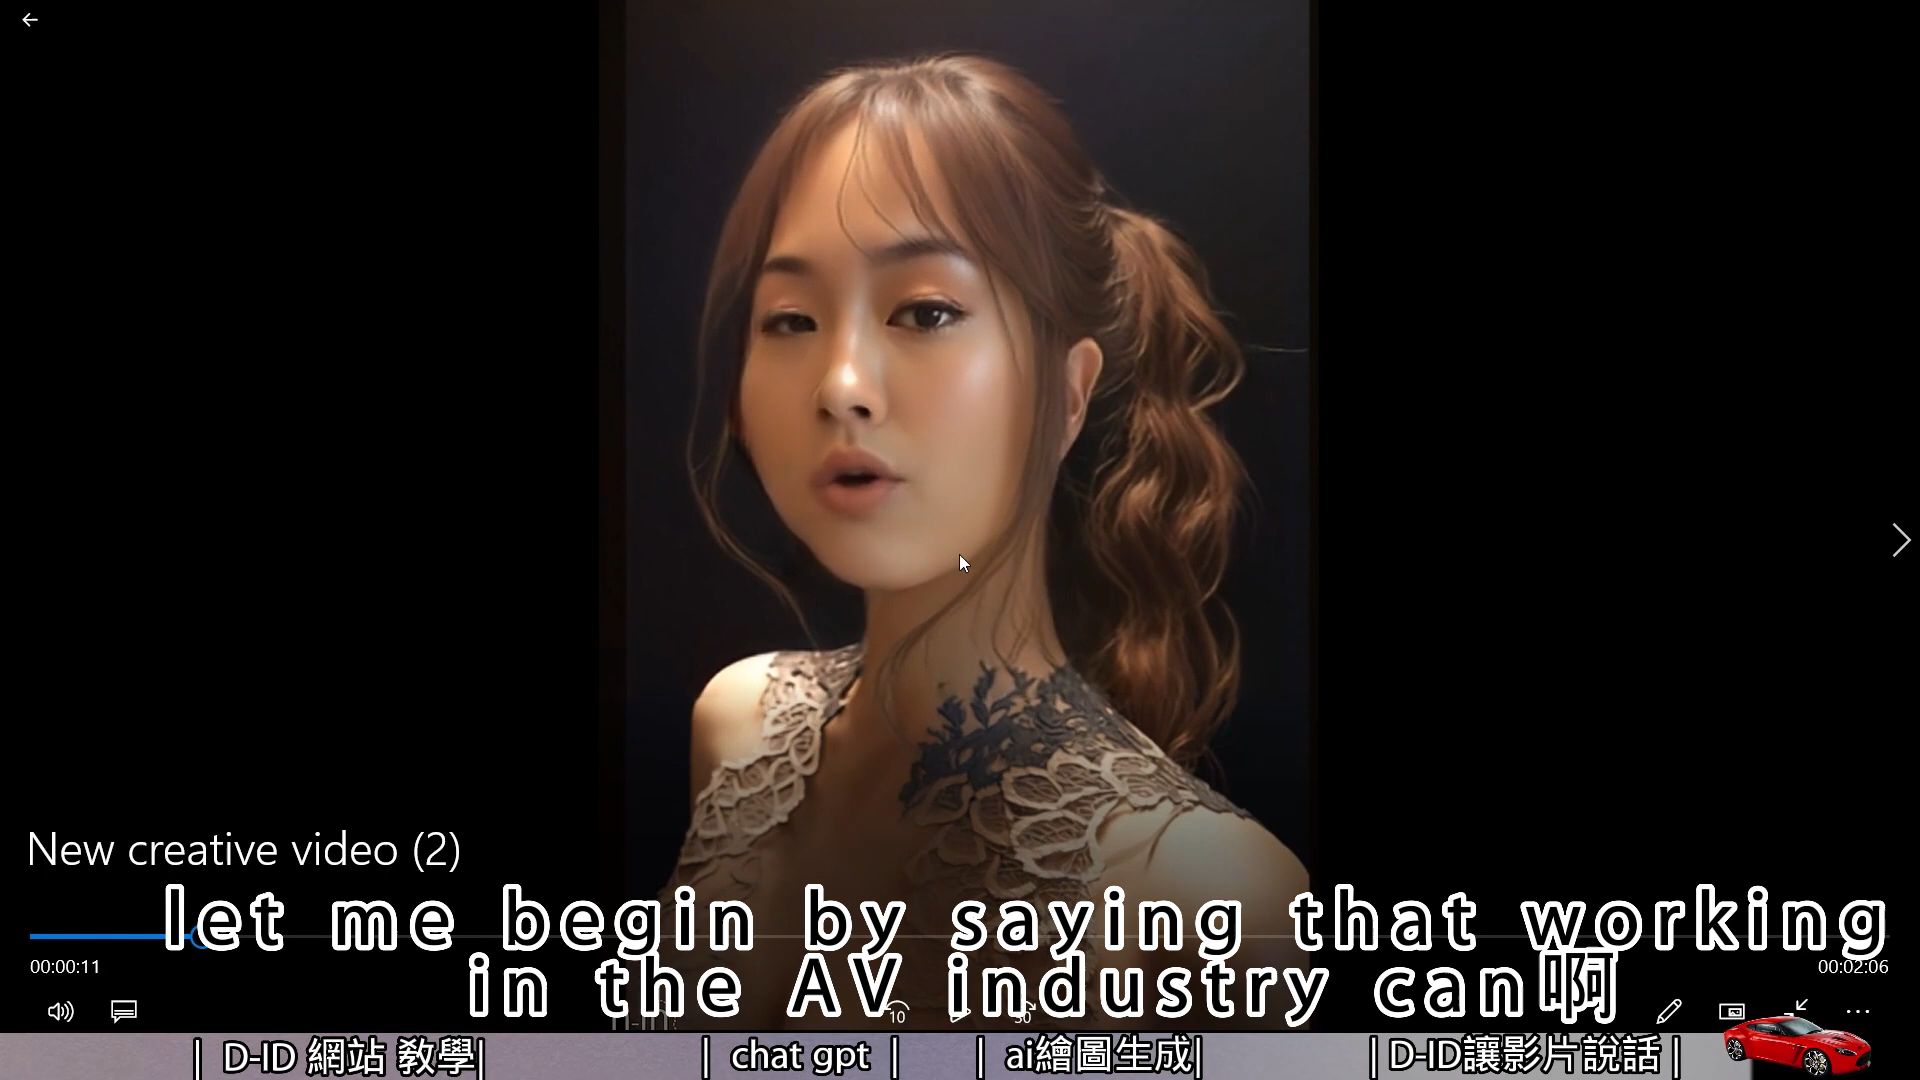 New creative video (2)
let me begin by saying that working
in the AV industry can啊
00:00:11
00:02:06
10
30
| D-ID 網站 教學|
| chat gpt |
| ai繪圖生成|
| D-ID讓影片說話 |